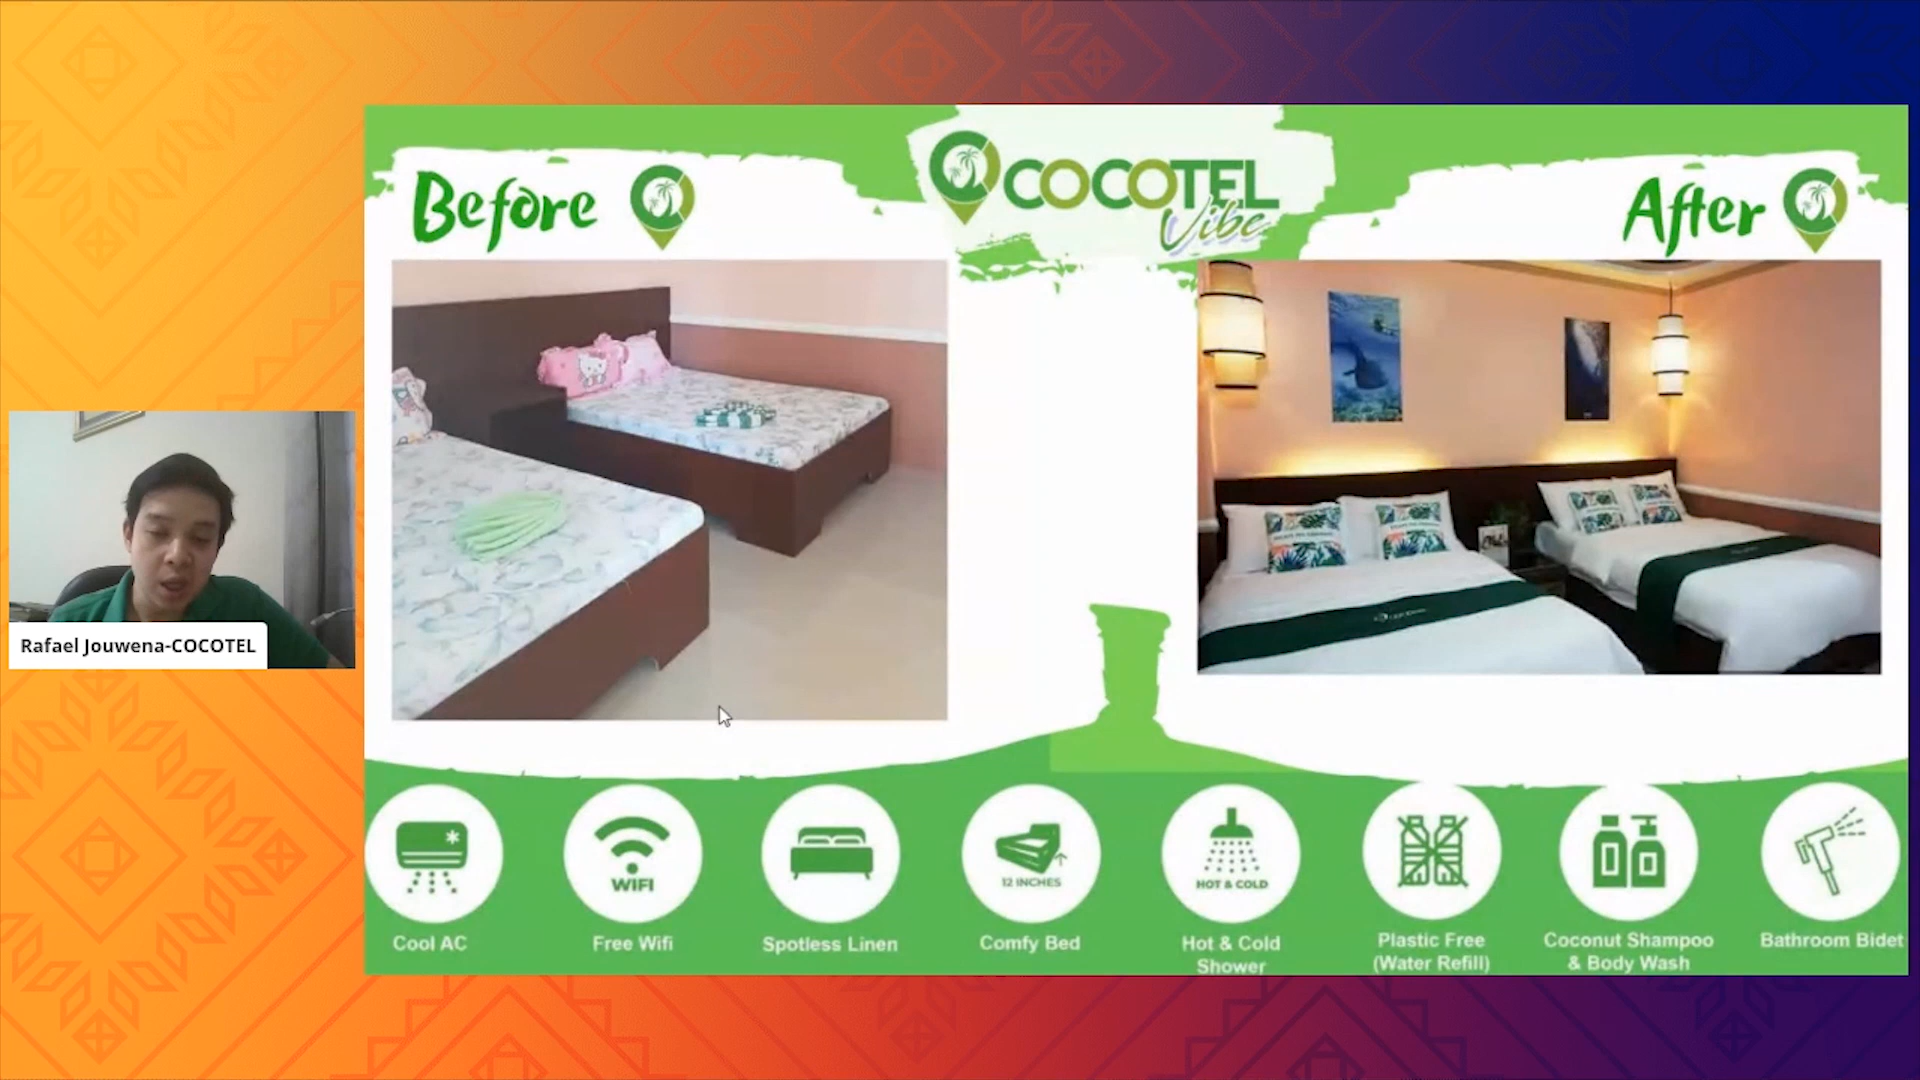 Before
COCOTEL
Vibe
After
Rafael Jouwena-COCOTEL
WIFI
12 INCHES
HOT & COLD
Cool AC
Free Wifi
Spotless Linen
Comfy Bed
Hot & Cold
Shower
Plastic Free
(Water Refill)
Coconut Shampoo
& Body Wash
Bathroom Bidet